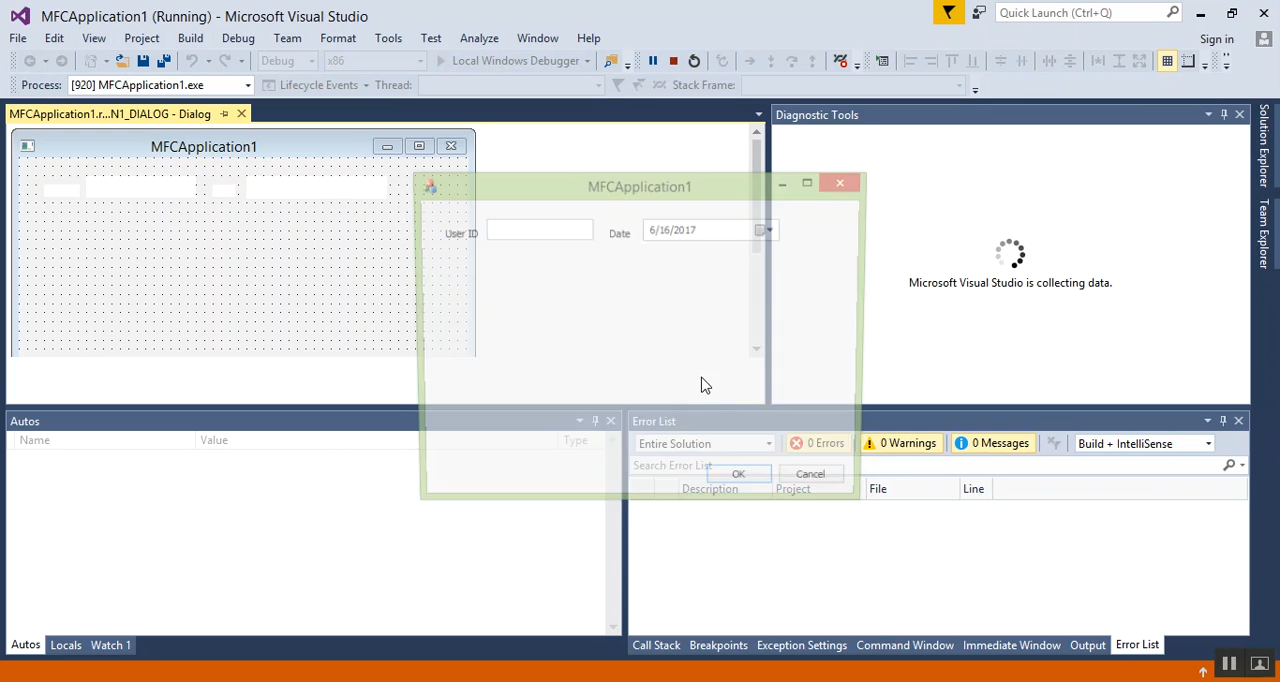 MFCApplication1 (Running) - Microsoft Visual Studio
Quick Launch (Ctrl+Q)
File Edit View Project Build Debug Team Format Tools Test Analyze Window Help
Sign in
Debug x86 Local Windows Debugger
Process: [920] MFCApplication1.exe Lifecycle Events Thread: Stack Frame:
MFCApplication1.r...N1_DIALOG - Dialog
Diagnostic Tools
MFCApplication1
MFCApplication1
User ID Date 6/16/2017
Microsoft Visual Studio is collecting data.
Autos
Error List
Name Value Type
Entire Solution 0 Errors 0 Warnings 0 Messages Build + IntelliSense
Search Error List
OK Cancel
Description Project File Line
Autos Locals Watch 1
Call Stack Breakpoints Exception Settings Command Window Immediate Window Output Error List
Solution Explorer
Team Explorer